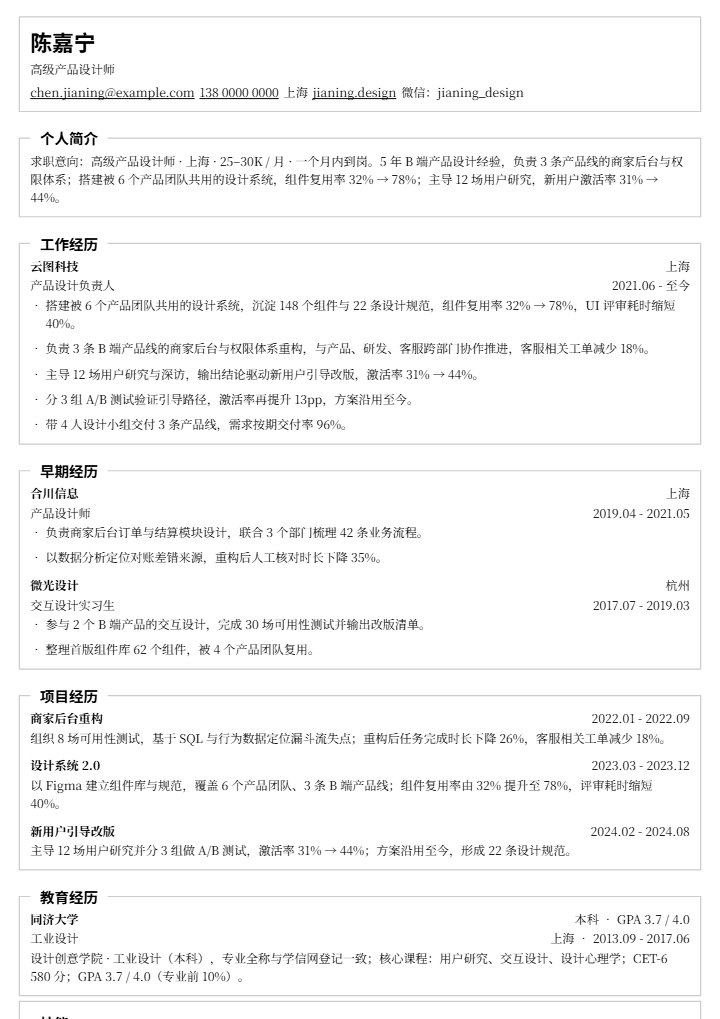 陈嘉宁
高级产品设计师
chen.jianing@example.com 138 0000 0000 上海 jianing.design 微信：jianing_design
个人简介
求职意向：高级产品设计师 · 上海 · 25–30K / 月 · 一个月内到岗。5 年 B 端产品设计经验，负责 3 条产品线的商家后台与权
限体系；搭建被 6 个产品团队共用的设计系统，组件复用率 32% → 78%；主导 12 场用户研究，新用户激活率 31% →
44%。
工作经历
云图科技 上海
产品设计负责人 2021.06 - 至今
· 搭建被 6 个产品团队共用的设计系统，沉淀 148 个组件与 22 条设计规范，组件复用率 32% → 78%，UI 评审耗时缩短
40%。
· 负责 3 条 B 端产品线的商家后台与权限体系重构，与产品、研发、客服跨部门协作推进，客服相关工单减少 18%。
· 主导 12 场用户研究与深访，输出结论驱动新用户引导改版，激活率 31% → 44%。
· 分 3 组 A/B 测试验证引导路径，激活率再提升 13pp，方案沿用至今。
· 带 4 人设计小组交付 3 条产品线，需求按期交付率 96%。
早期经历
合川信息 上海
产品设计师 2019.04 - 2021.05
· 负责商家后台订单与结算模块设计，联合 3 个部门梳理 42 条业务流程。
· 以数据分析定位对账差错来源，重构后人工核对时长下降 35%。
微光设计 杭州
交互设计实习生 2017.07 - 2019.03
· 参与 2 个 B 端产品的交互设计，完成 30 场可用性测试并输出改版清单。
· 整理首版组件库 62 个组件，被 4 个产品团队复用。
项目经历
商家后台重构 2022.01 - 2022.09
组织 8 场可用性测试，基于 SQL 与行为数据定位漏斗流失点；重构后任务完成时长下降 26%，客服相关工单减少 18%。
设计系统 2.0 2023.03 - 2023.12
以 Figma 建立组件库与规范，覆盖 6 个产品团队、3 条 B 端产品线；组件复用率由 32% 提升至 78%，评审耗时缩短
40%。
新用户引导改版 2024.02 - 2024.08
主导 12 场用户研究并分 3 组做 A/B 测试，激活率 31% → 44%；方案沿用至今，形成 22 条设计规范。
教育经历
同济大学 本科 · GPA 3.7 / 4.0
工业设计 上海 · 2013.09 - 2017.06
设计创意学院 · 工业设计（本科），专业全称与学信网登记一致；核心课程：用户研究、交互设计、设计心理学；CET-6
580 分；GPA 3.7 / 4.0（专业前 10%）。